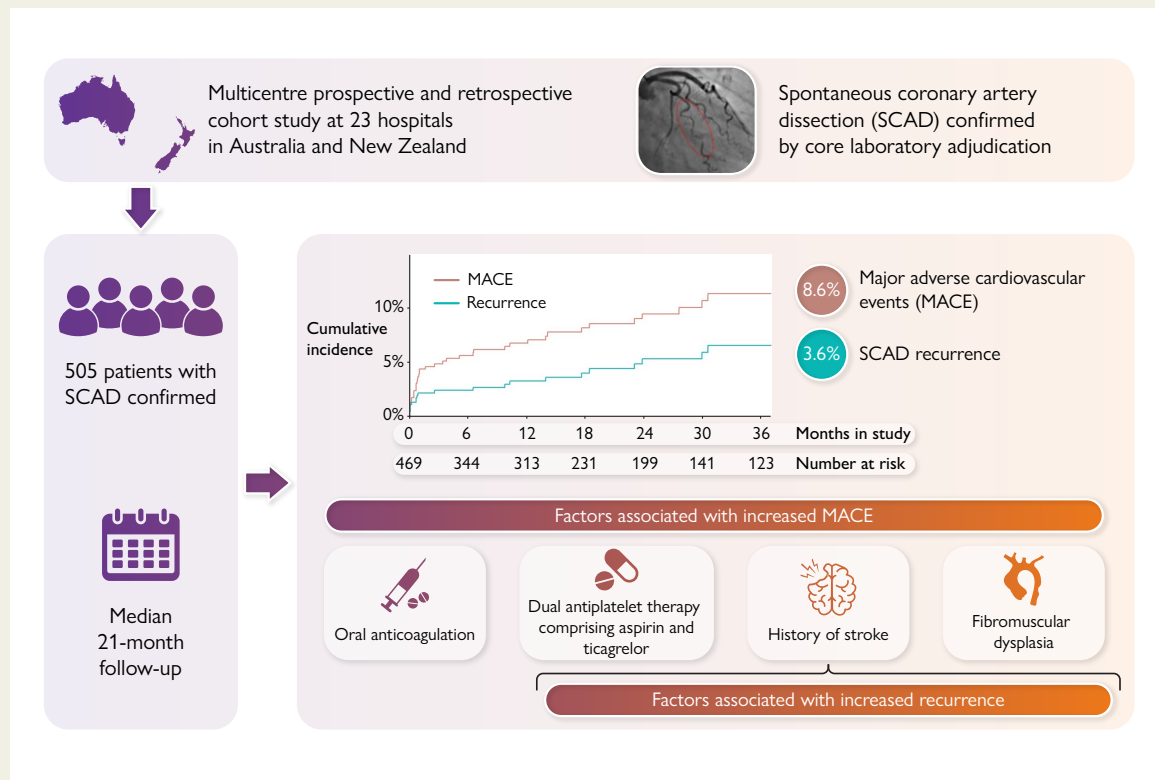 Multicentre prospective and retrospective
cohort study at 23 hospitals
in Australia and New Zealand
Spontaneous coronary artery
dissection (SCAD) confirmed
by core laboratory adjudication
505 patients with
SCAD confirmed
Median
21-month
follow-up
Cumulative
incidence
10%
5%
0%
MACE
Recurrence
0 6 12 18 24 30 36 Months in study
469 344 313 231 199 141 123 Number at risk
8.6%
Major adverse cardiovascular
events (MACE)
3.6%
SCAD recurrence
Factors associated with increased MACE
Oral anticoagulation
Dual antiplatelet therapy
comprising aspirin and
ticagrelor
History of stroke
Fibromuscular
dysplasia
Factors associated with increased recurrence